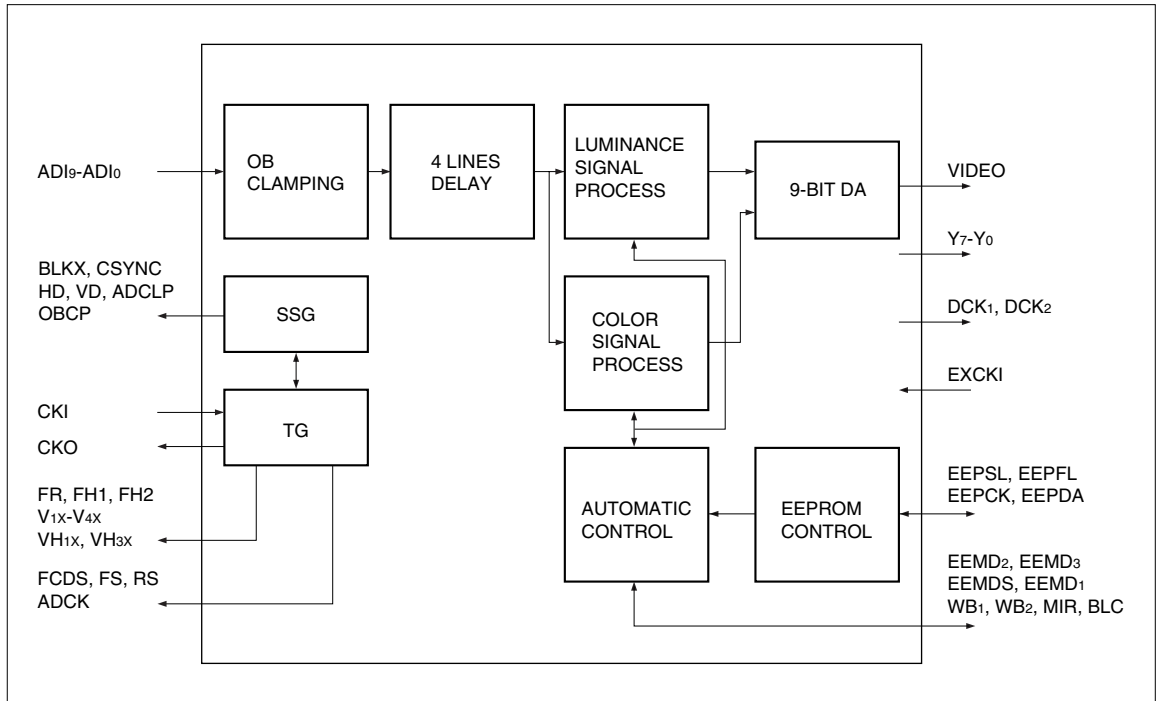 ADI9-ADI0
OB
CLAMPING
4 LINES
DELAY
LUMINANCE
SIGNAL
PROCESS
9-BIT DA
VIDEO
Y7-Y0
BLKX, CSYNC
HD, VD, ADCLP
OBCP
SSG
COLOR
SIGNAL
PROCESS
DCK1, DCK2
EXCKI
CKI
CKO
TG
FR, FH1, FH2
V1X-V4X
VH1X, VH3X
FCDS, FS, RS
ADCK
AUTOMATIC
CONTROL
EEPROM
CONTROL
EEPSL, EEPFL
EEPCK, EEPDA
EEMD2, EEMD3
EEMDS, EEMD1
WB1, WB2, MIR, BLC